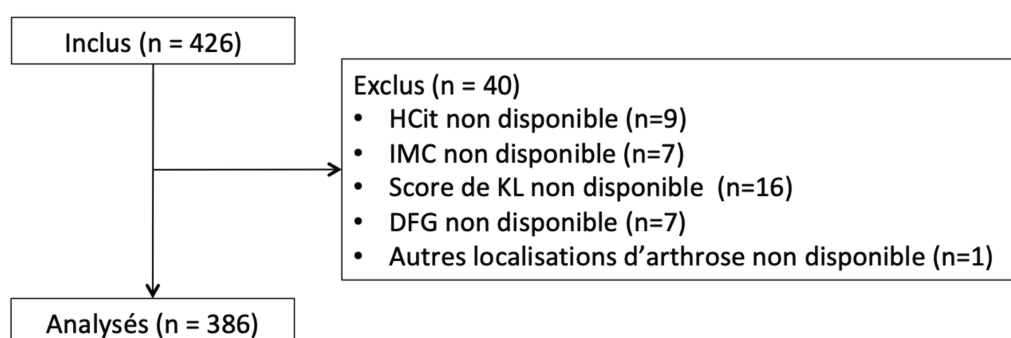 Inclus (n = 426)
Exclus (n = 40)
• HCit non disponible (n=9)
• IMC non disponible (n=7)
• Score de KL non disponible (n=16)
• DFG non disponible (n=7)
• Autres localisations d’arthrose non disponible (n=1)
Analysés (n = 386)